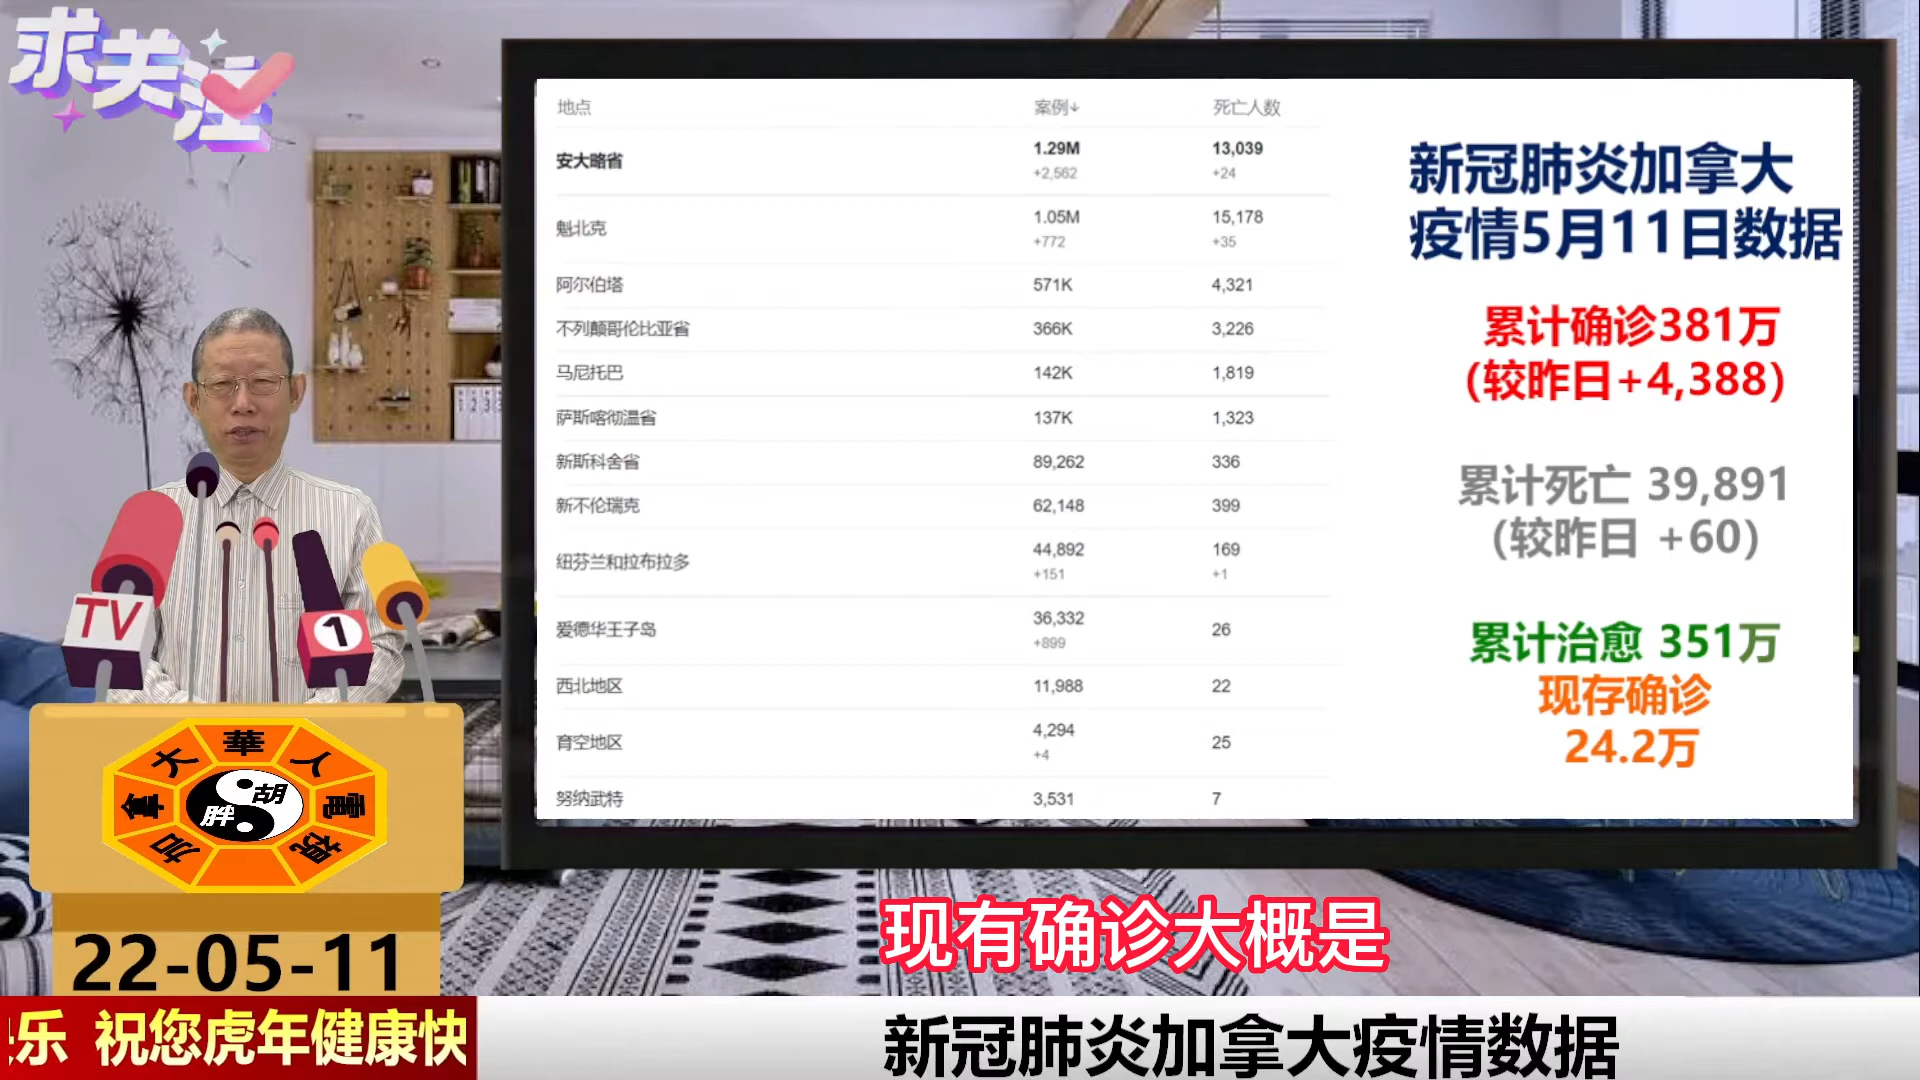 求关注
地点 案例↓ 死亡人数
安大略省 1.29M 13,039
+2,562 +24
魁北克 1.05M 15,178
+772 +35
阿尔伯塔 571K 4,321
不列颠哥伦比亚省 366K 3,226
马尼托巴 142K 1,819
萨斯喀彻温省 137K 1,323
新斯科舍省 89,262 336
新不伦瑞克 62,148 399
纽芬兰和拉布拉多 44,892 169
+151 +1
爱德华王子岛 36,332 26
+899
西北地区 11,988 22
育空地区 4,294 25
+4
努纳武特 3,531 7
新冠肺炎加拿大
疫情5月11日数据
累计确诊381万
(较昨日+4,388)
累计死亡 39,891
(较昨日 +60)
累计治愈 351万
现存确诊
24.2万
TV
1
加拿大華人電視
胡
胖
22-05-11
现有确诊大概是
乐 祝您虎年健康快
新冠肺炎加拿大疫情数据